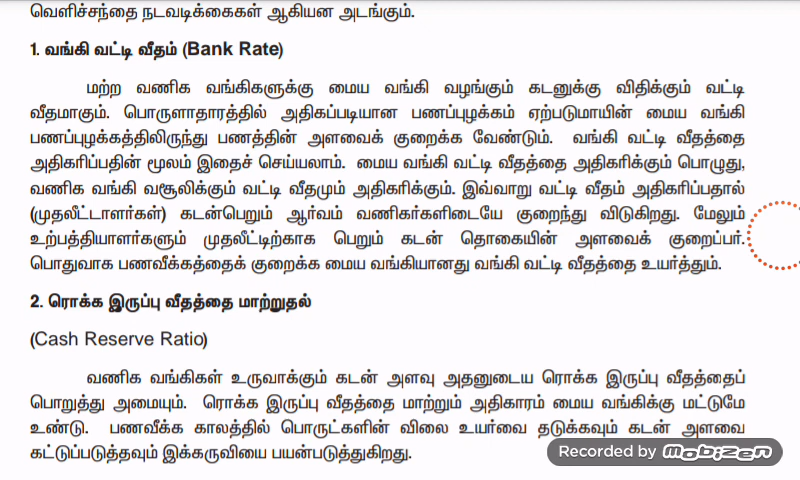 வெளிச்சந்தை நடவடிக்கைகள் ஆகியன அடங்கும்.
1. வங்கி வட்டி வீதம் (Bank Rate)
மற்ற வணிக வங்கிகளுக்கு மைய வங்கி வழங்கும் கடனுக்கு விதிக்கும் வட்டி
வீதமாகும். பொருளாதாரத்தில் அதிகப்படியான பணப்புழக்கம் ஏற்படுமாயின் மைய வங்கி
பணப்புழக்கத்திலிருந்து பணத்தின் அளவைக் குறைக்க வேண்டும். வங்கி வட்டி வீதத்தை
அதிகரிப்பதின் மூலம் இதைச் செய்யலாம். மைய வங்கி வட்டி வீதத்தை அதிகரிக்கும் பொழுது,
வணிக வங்கி வசூலிக்கும் வட்டி வீதமும் அதிகரிக்கும். இவ்வாறு வட்டி வீதம் அதிகரிப்பதால்
(முதலீட்டாளர்கள்) கடன்பெறும் ஆர்வம் வணிகர்களிடையே குறைந்து விடுகிறது. மேலும்
உற்பத்தியாளர்களும் முதலீட்டிற்காக பெறும் கடன் தொகையின் அளவைக் குறைப்பர்.
பொதுவாக பணவீக்கத்தைக் குறைக்க மைய வங்கியானது வங்கி வட்டி வீதத்தை உயர்த்தும்.
2. ரொக்க இருப்பு வீதத்தை மாற்றுதல்
(Cash Reserve Ratio)
வணிக வங்கிகள் உருவாக்கும் கடன் அளவு அதனுடைய ரொக்க இருப்பு வீதத்தைப்
பொறுத்து அமையும். ரொக்க இருப்பு வீதத்தை மாற்றும் அதிகாரம் மைய வங்கிக்கு மட்டுமே
உண்டு. பணவீக்க காலத்தில் பொருட்களின் விலை உயர்வை தடுக்கவும் கடன் அளவை
கட்டுப்படுத்தவும் இக்கருவியை பயன்படுத்துகிறது.
Recorded by mobizen